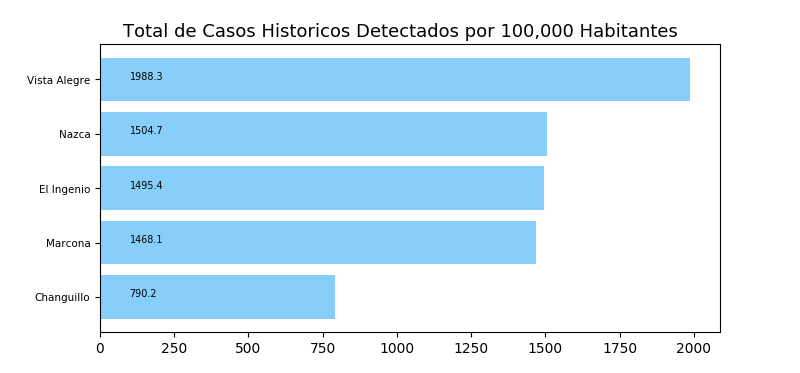 Total de Casos Historicos Detectados por 100,000 Habitantes
Vista Alegre 1988.3
Nazca 1504.7
El Ingenio 1495.4
Marcona 1468.1
Changuillo 790.2
0 250 500 750 1000 1250 1500 1750 2000